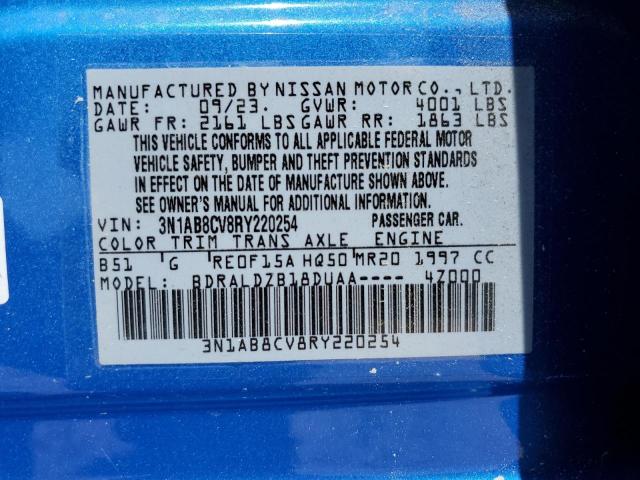 MANUFACTURED BY NISSAN MOTOR CO., LTD.
DATE: 09/23. GVWR: 4001 LBS
GAWR FR: 2161 LBS GAWR RR: 1863 LBS
THIS VEHICLE CONFORMS TO ALL APPLICABLE FEDERAL MOTOR
VEHICLE SAFETY, BUMPER AND THEFT PREVENTION STANDARDS
IN EFFECT ON THE DATE OF MANUFACTURE SHOWN ABOVE.
SEE OWNER'S MANUAL FOR ADDITIONAL INFORMATION.
VIN: 3N1AB8CV8RY220254 PASSENGER CAR.
COLOR TRIM TRANS AXLE ENGINE
B51 G RE0F15A HQ50 MR20 1997 CC
MODEL: BDRALDZB18DUAA---- 4Z000
3N1AB8CV8RY220254